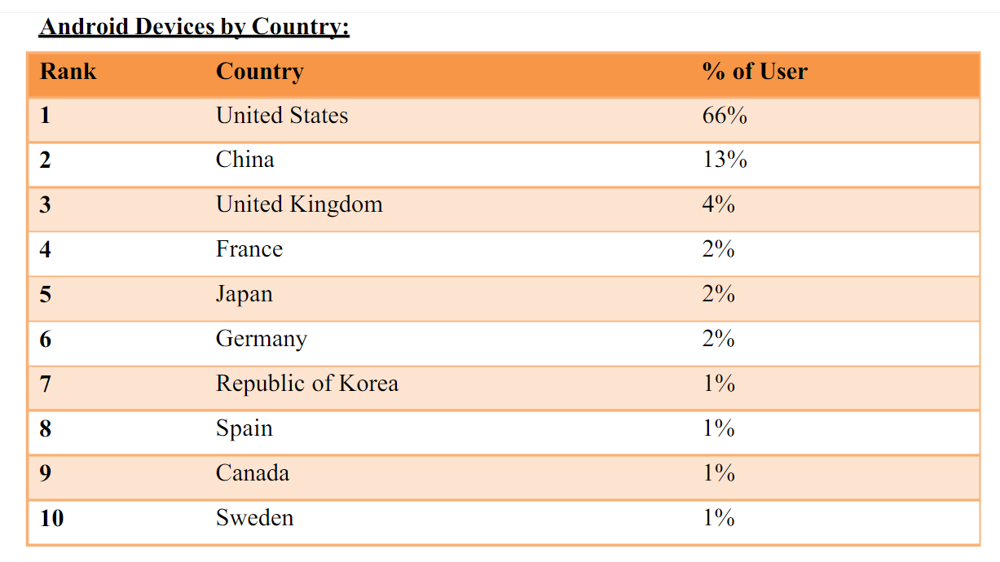 Android Devices by Country:
Rank Country % of User
1 United States 66%
2 China 13%
3 United Kingdom 4%
4 France 2%
5 Japan 2%
6 Germany 2%
7 Republic of Korea 1%
8 Spain 1%
9 Canada 1%
10 Sweden 1%